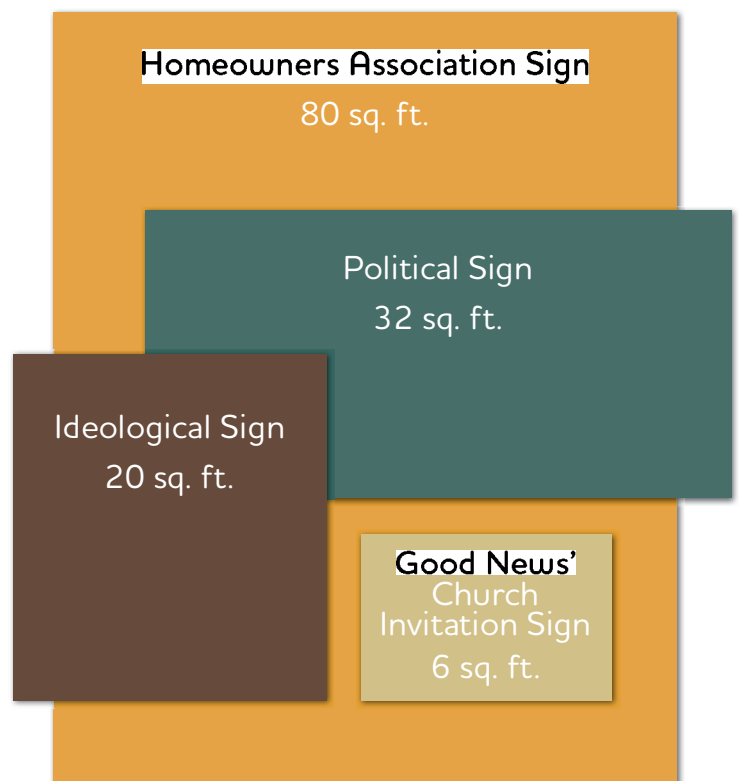 Homeowners Association Sign
80 sq. ft.
Political Sign
32 sq. ft.
Ideological Sign
20 sq. ft.
Good News’
Church
Invitation Sign
6 sq. ft.